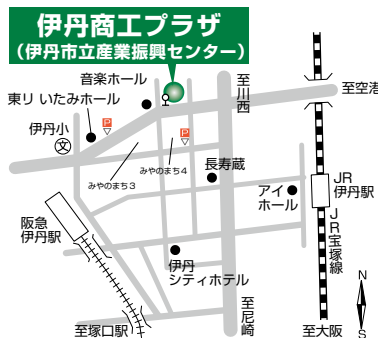 伊丹商工プラザ
(伊丹市立産業振興センター)
音楽ホール
東リ いたみホール
伊丹小
文
P
P
至川西
至空港
みやのまち3
みやのまち4
長寿蔵
アイ
ホール
JR
伊丹駅
阪急
伊丹駅
JR宝塚線
伊丹
シティホテル
至塚口駅
至尼崎
至大阪
N
S